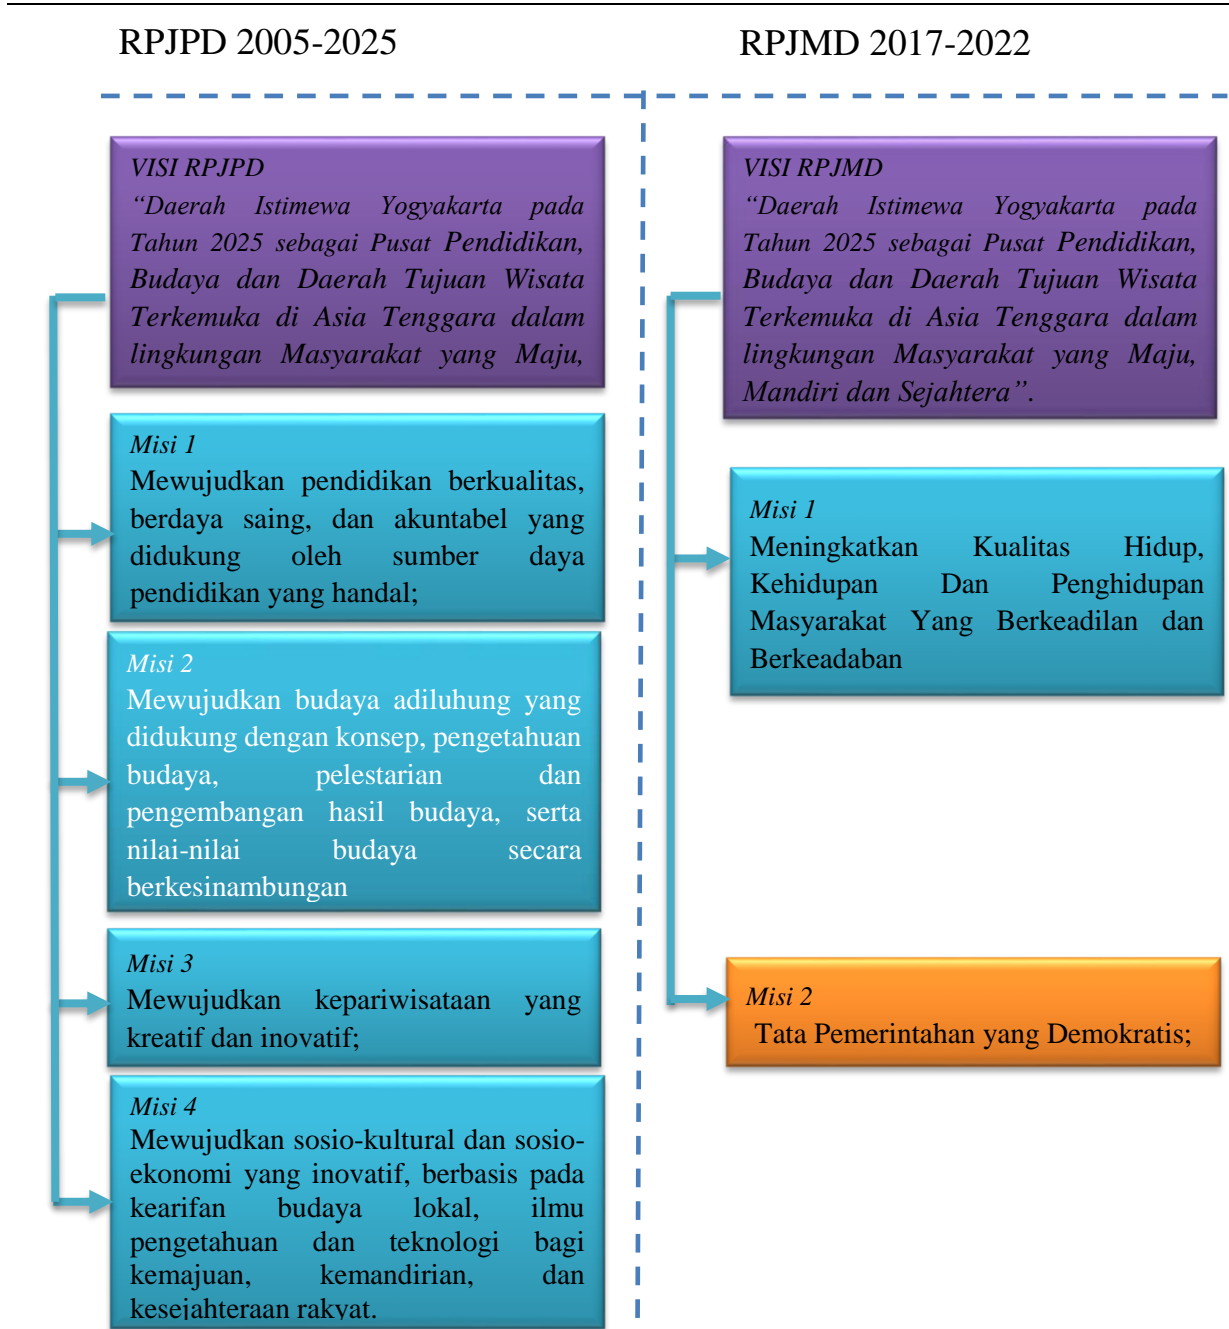 RPJPD 2005-2025
RPJMD 2017-2022
VISI RPJPD
“Daerah Istimewa Yogyakarta pada
Tahun 2025 sebagai Pusat Pendidikan,
Budaya dan Daerah Tujuan Wisata
Terkemuka di Asia Tenggara dalam
lingkungan Masyarakat yang Maju,
Misi 1
Mewujudkan pendidikan berkualitas,
berdaya saing, dan akuntabel yang
didukung oleh sumber daya
pendidikan yang handal;
Misi 2
Mewujudkan budaya adiluhung yang
didukung dengan konsep, pengetahuan
budaya, pelestarian dan
pengembangan hasil budaya, serta
nilai-nilai budaya secara
berkesinambungan
Misi 3
Mewujudkan kepariwisataan yang
kreatif dan inovatif;
Misi 4
Mewujudkan sosio-kultural dan sosio-
ekonomi yang inovatif, berbasis pada
kearifan budaya lokal, ilmu
pengetahuan dan teknologi bagi
kemajuan, kemandirian, dan
kesejahteraan rakyat.
VISI RPJMD
“Daerah Istimewa Yogyakarta pada
Tahun 2025 sebagai Pusat Pendidikan,
Budaya dan Daerah Tujuan Wisata
Terkemuka di Asia Tenggara dalam
lingkungan Masyarakat yang Maju,
Mandiri dan Sejahtera”.
Misi 1
Meningkatkan Kualitas Hidup,
Kehidupan Dan Penghidupan
Masyarakat Yang Berkeadilan dan
Berkeadaban
Misi 2
Tata Pemerintahan yang Demokratis;